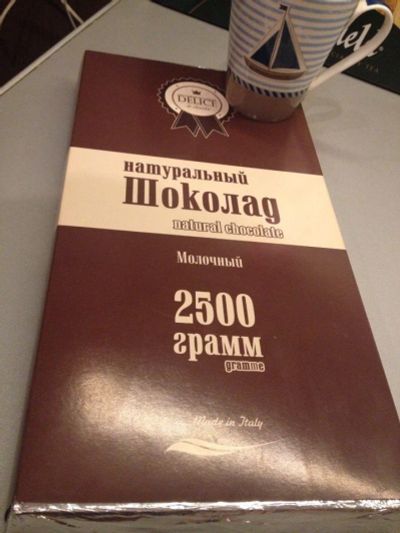 DELICE
натуральный
Шоколад
natural chocolate
Молочный
2500
грамм
gramme
Made in Italy